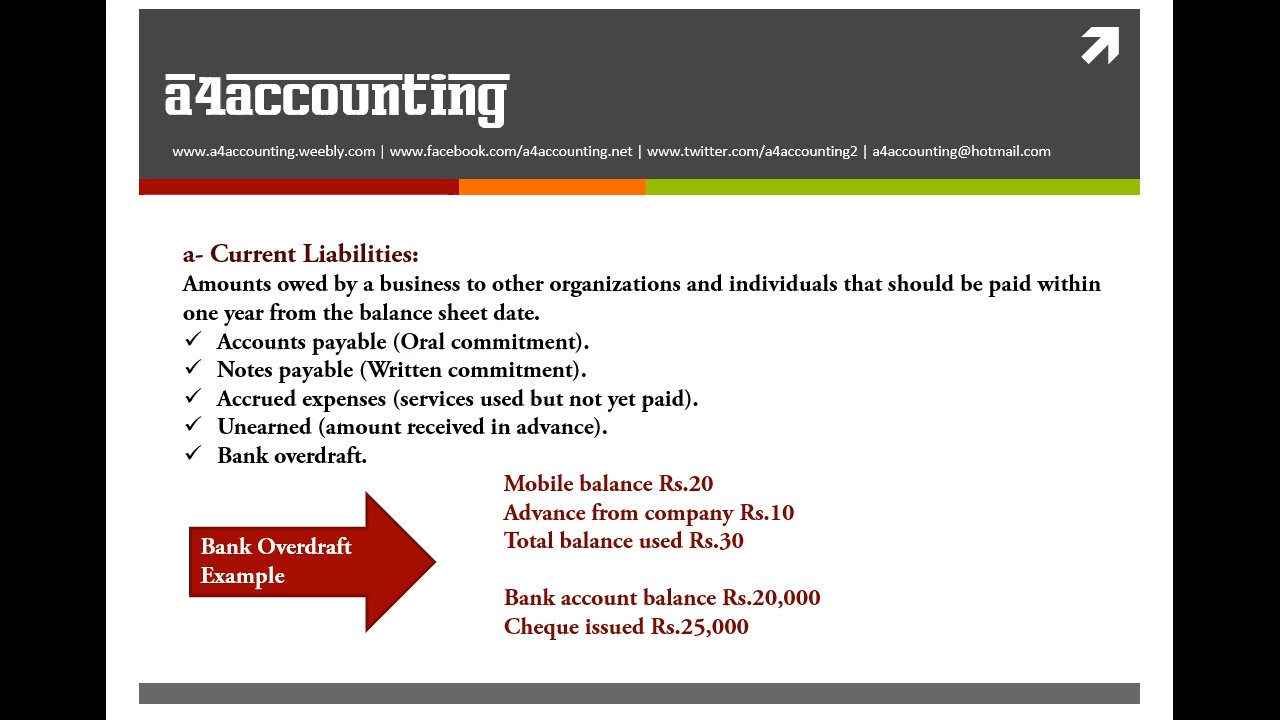 a4accounting
www.a4accounting.weebly.com | www.facebook.com/a4accounting.net | www.twitter.com/a4accounting2 | a4accounting@hotmail.com
a- Current Liabilities:
Amounts owed by a business to other organizations and individuals that should be paid within
one year from the balance sheet date.
✓ Accounts payable (Oral commitment).
✓ Notes payable (Written commitment).
✓ Accrued expenses (services used but not yet paid).
✓ Unearned (amount received in advance).
✓ Bank overdraft.
Mobile balance Rs.20
Advance from company Rs.10
Total balance used Rs.30
Bank Overdraft
Example
Bank account balance Rs.20,000
Cheque issued Rs.25,000